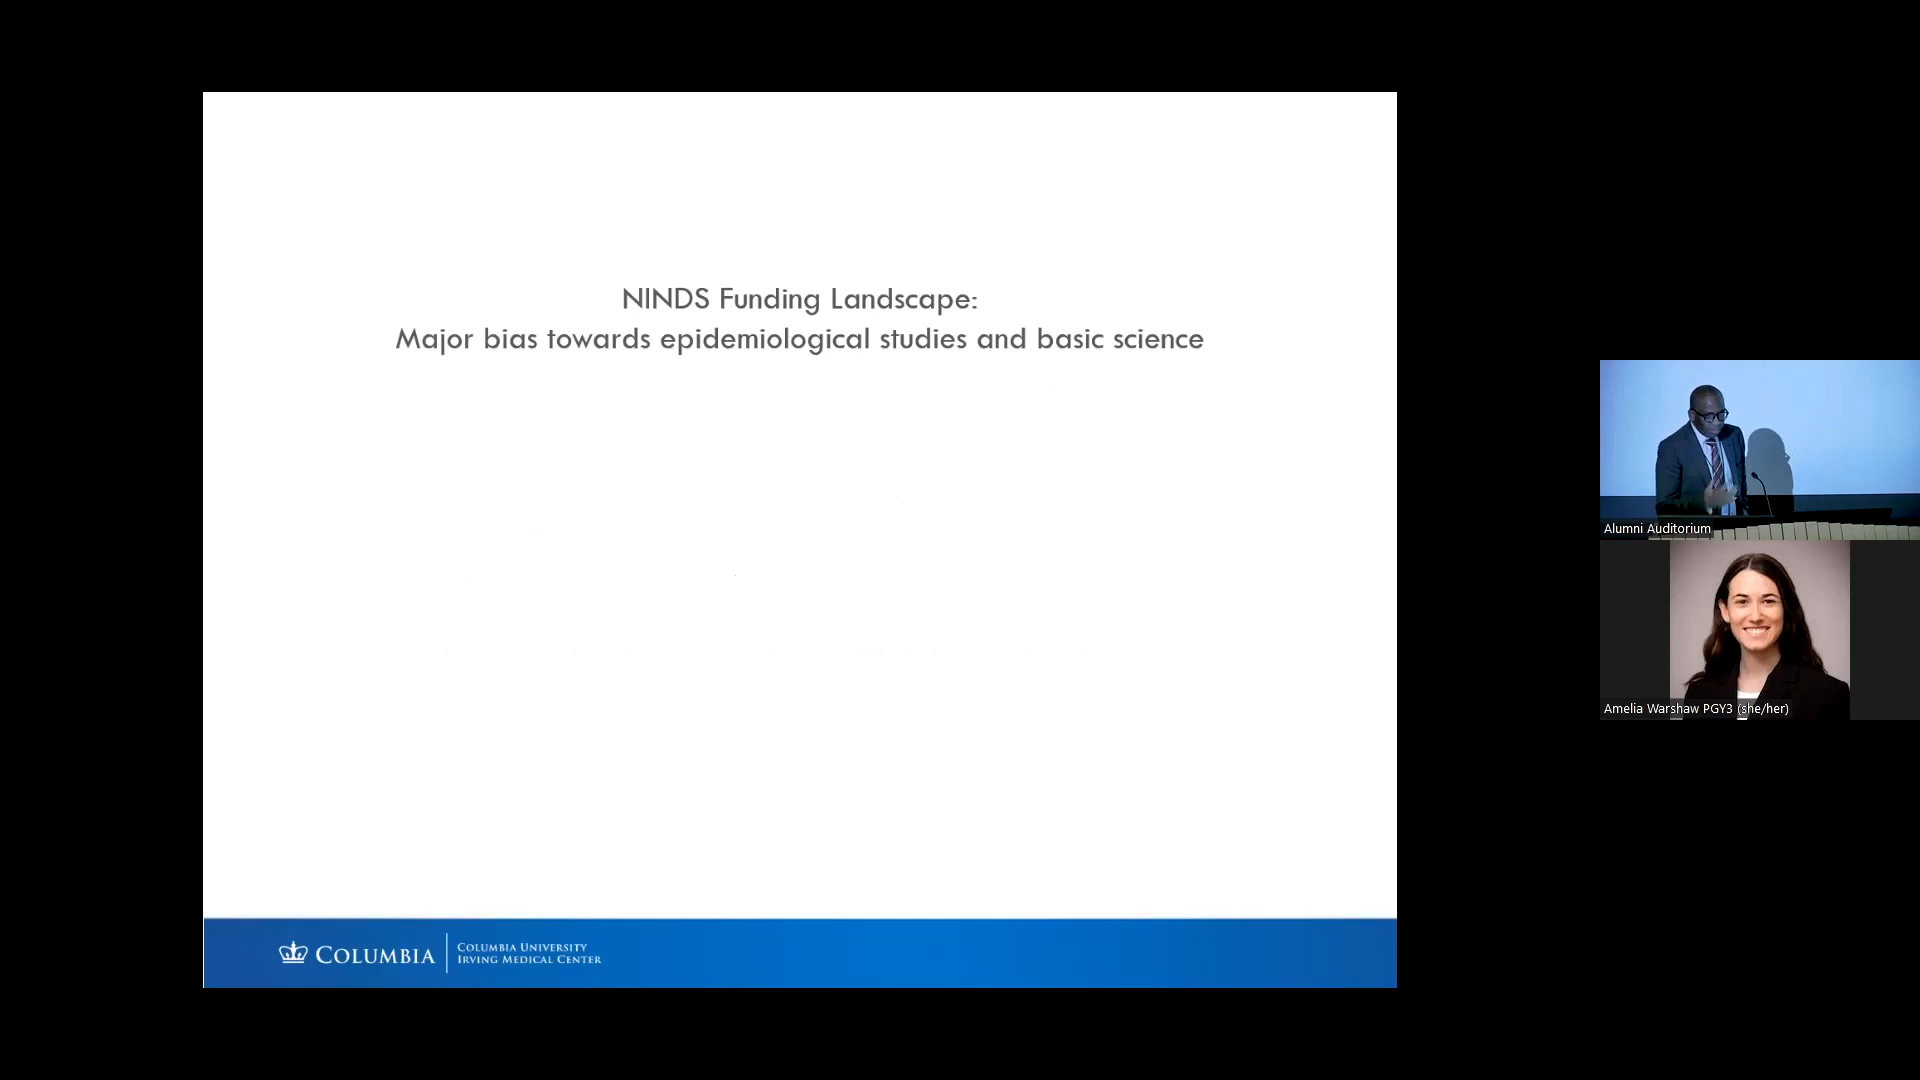 NINDS Funding Landscape:
Major bias towards epidemiological studies and basic science
COLUMBIA
COLUMBIA UNIVERSITY
IRVING MEDICAL CENTER
Alumni Auditorium
Amelia Warshaw PGY3 (she/her)